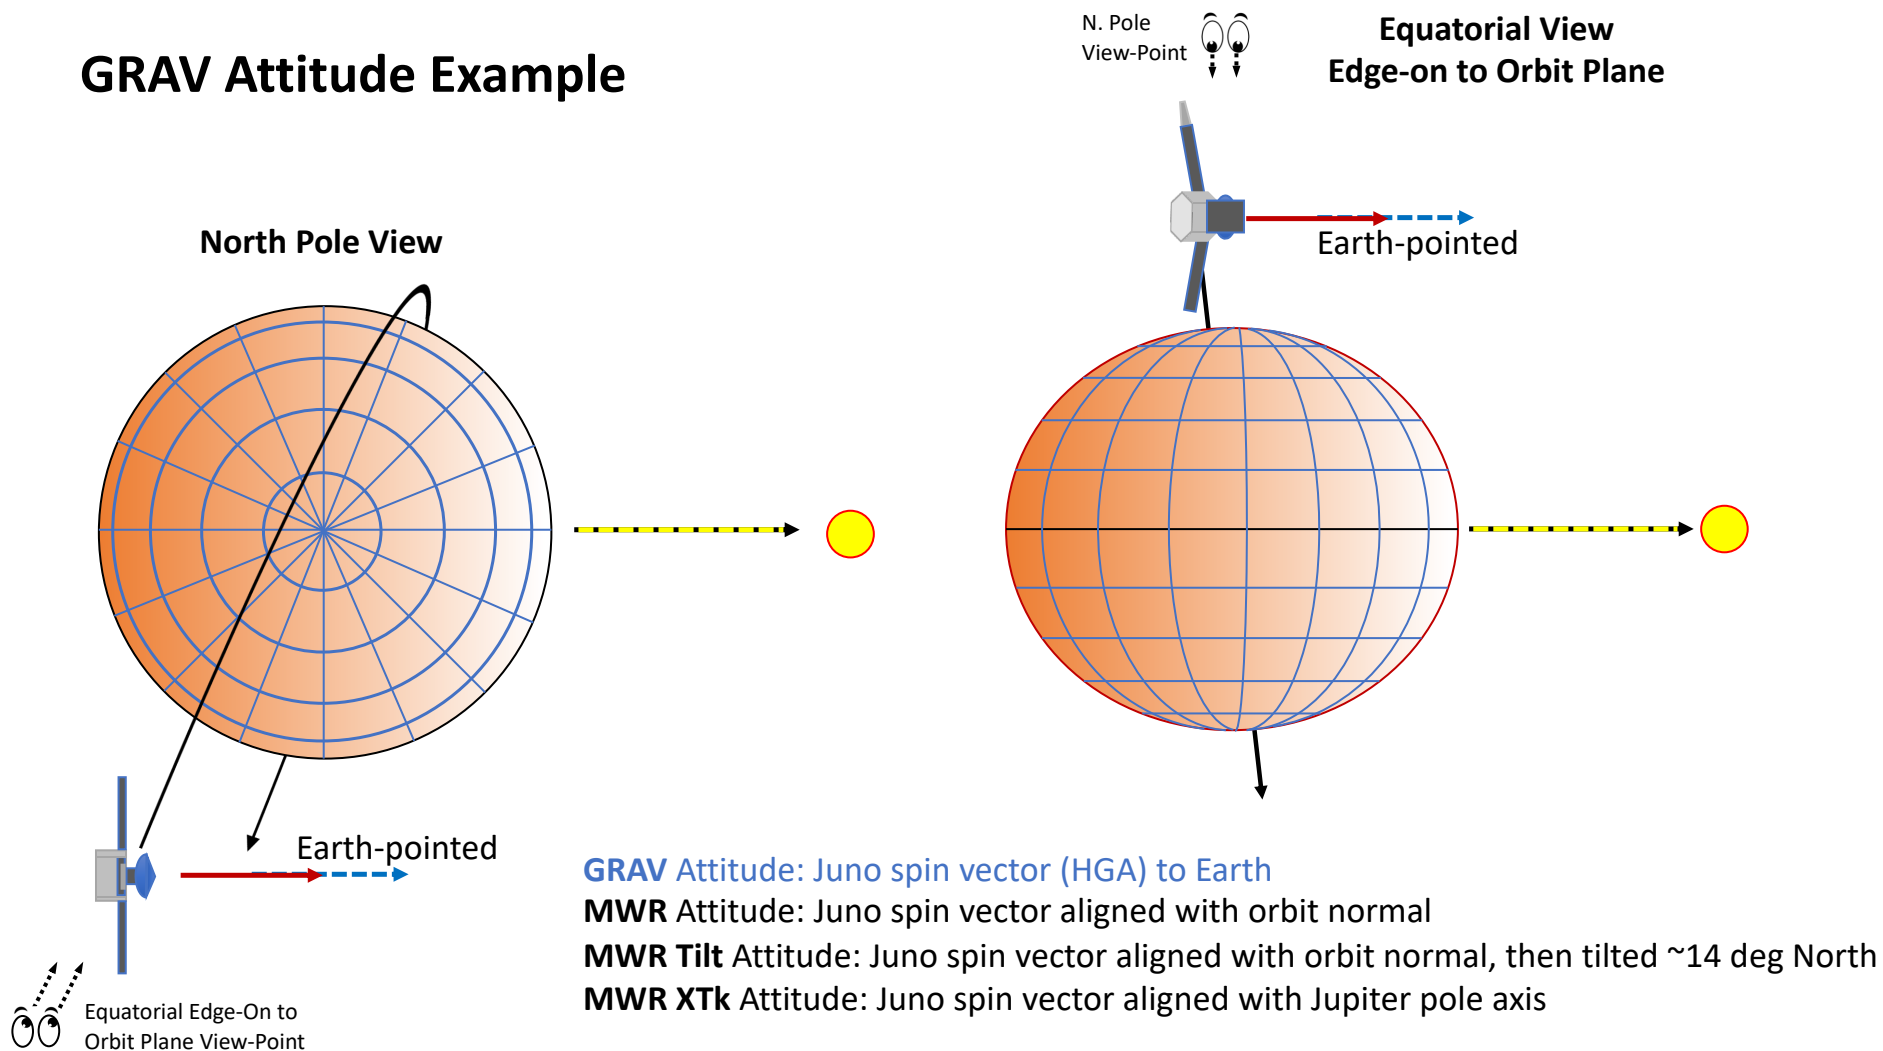 GRAV Attitude Example
N. Pole
View-Point
Equatorial View
Edge-on to Orbit Plane
North Pole View
Earth-pointed
Earth-pointed
GRAV Attitude: Juno spin vector (HGA) to Earth
MWR Attitude: Juno spin vector aligned with orbit normal
MWR Tilt Attitude: Juno spin vector aligned with orbit normal, then tilted ~14 deg North
MWR XTk Attitude: Juno spin vector aligned with Jupiter pole axis
Equatorial Edge-On to
Orbit Plane View-Point